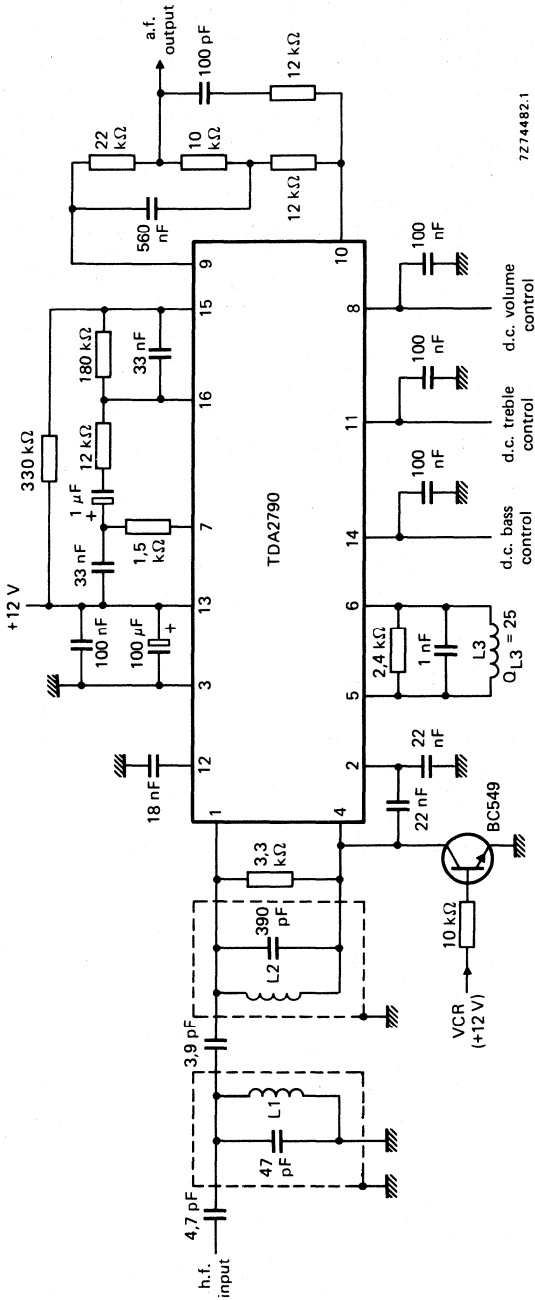 +12 V
330 kΩ
180 kΩ
33 nF
12 kΩ
1 µF
+
33 nF
1,5
kΩ
100 nF
100 µF
+
18 nF
22
kΩ
560
nF
10
kΩ
12 kΩ
a.f.
output
100 pF
12 kΩ
h.f.
input
4,7 pF
47
pF
L1
3,9 pF
L2
390
pF
3,3
kΩ
1
12
3
13
7
16
15
9
TDA2790
4
2
5
6
14
11
8
10
22 nF
22
nF
BC549
10 kΩ
VCR
(+12 V)
2,4 kΩ
1 nF
L3
QL3 = 25
100
nF
d.c. bass
control
100
nF
d.c. treble
control
100
nF
d.c. volume
control
7Z74482.1